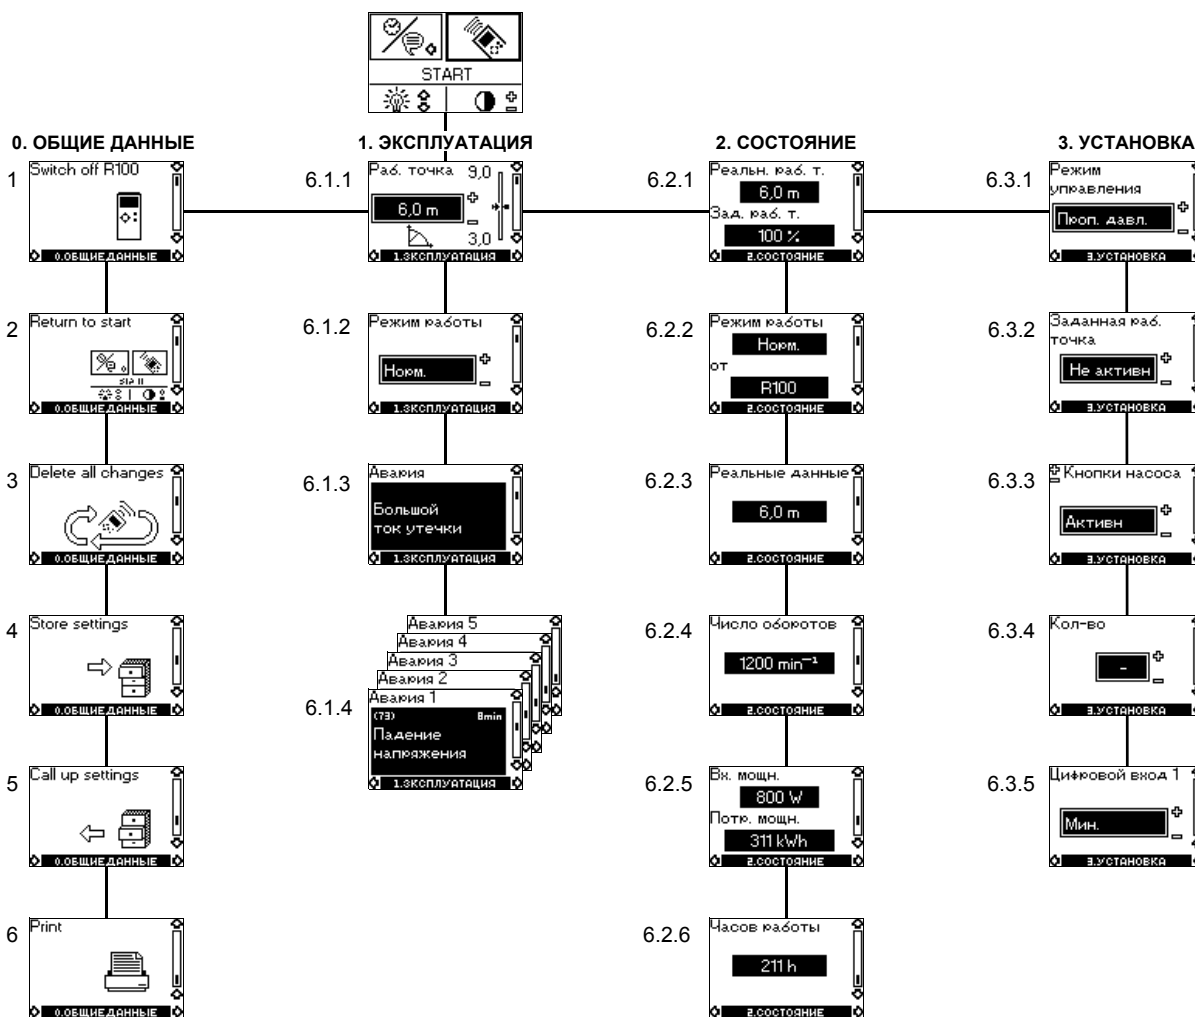 START
0. ОБЩИЕ ДАННЫЕ
1
Switch off R100
0.ОБЩИЕ ДАННЫЕ
2
Return to start
START
0.ОБЩИЕ ДАННЫЕ
3
Delete all changes
0.ОБЩИЕ ДАННЫЕ
4
Store settings
0.ОБЩИЕ ДАННЫЕ
5
Call up settings
0.ОБЩИЕ ДАННЫЕ
6
Print
0.ОБЩИЕ ДАННЫЕ
1. ЭКСПЛУАТАЦИЯ
6.1.1
Раб. точка 9,0
6,0 m
3,0
1.ЭКСПЛУАТАЦИЯ
6.1.2
Режим работы
Норм.
1.ЭКСПЛУАТАЦИЯ
6.1.3
Авария
Большой
ток утечки
1.ЭКСПЛУАТАЦИЯ
6.1.4
Авария 5
Авария 4
Авария 3
Авария 2
Авария 1
(73) 8min
Падение
напряжения
1.ЭКСПЛУАТАЦИЯ
2. СОСТОЯНИЕ
6.2.1
Реальн. раб. т.
6,0 m
Зад. раб. т.
100 %
2.СОСТОЯНИЕ
6.2.2
Режим работы
Норм.
от
R100
2.СОСТОЯНИЕ
6.2.3
Реальные данные
6,0 m
2.СОСТОЯНИЕ
6.2.4
Число оборотов
1200 min⁻¹
2.СОСТОЯНИЕ
6.2.5
Вх. мощн.
800 W
Потр. мощн.
311 kWh
2.СОСТОЯНИЕ
6.2.6
Часов работы
211 h
2.СОСТОЯНИЕ
3. УСТАНОВКА
6.3.1
Режим
управления
Проп. давл.
3.УСТАНОВКА
6.3.2
Заданная раб.
точка
Не активн
3.УСТАНОВКА
6.3.3
Кнопки насоса
Активн
3.УСТАНОВКА
6.3.4
Кол-во
-
3.УСТАНОВКА
6.3.5
Цифровой вход 1
Мин.
3.УСТАНОВКА